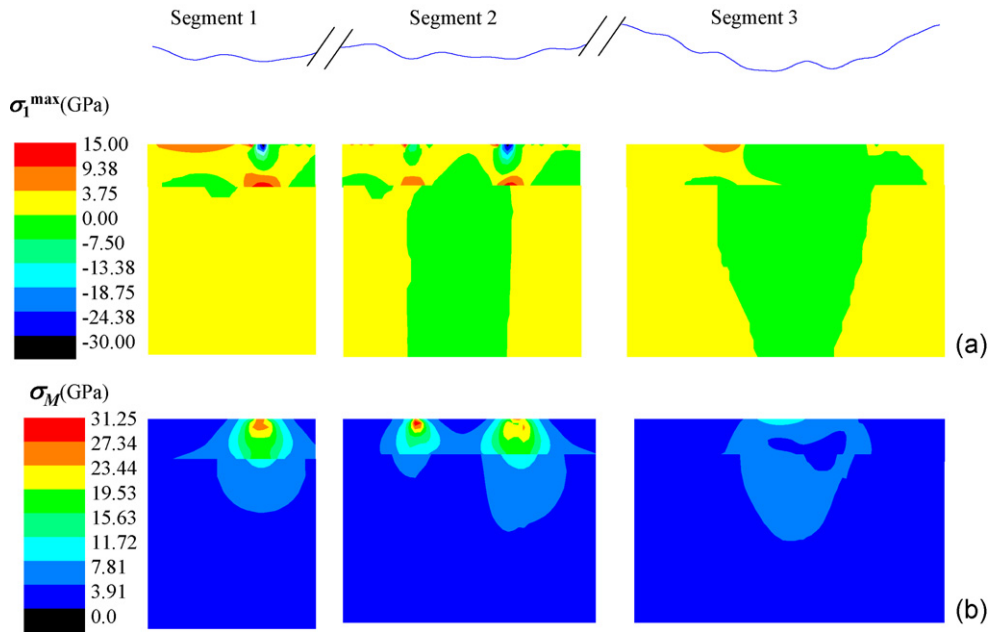 Segment 1
Segment 2
Segment 3
σ₁ᵐᵃˣ(GPa)
15.00
9.38
3.75
0.00
-7.50
-13.38
-18.75
-24.38
-30.00
(a)
σ_M(GPa)
31.25
27.34
23.44
19.53
15.63
11.72
7.81
3.91
0.0
(b)